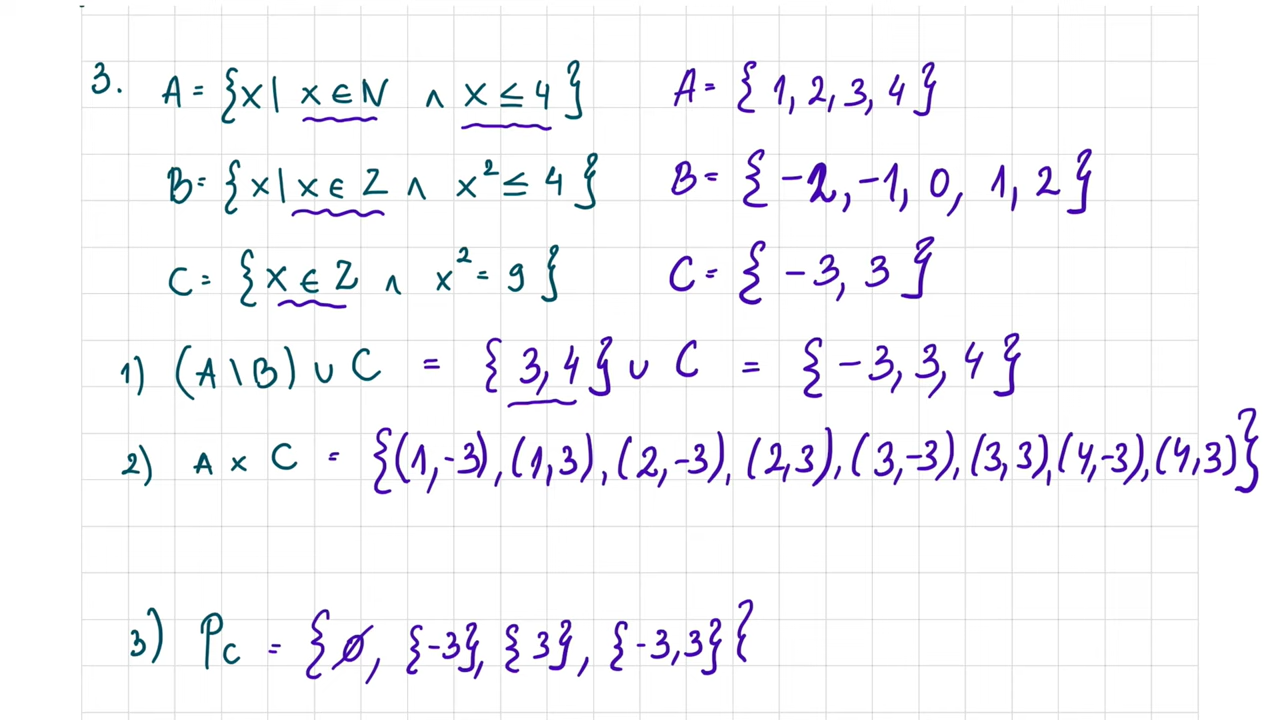 3. A = {x| x ∈ N ∧ x ≤ 4} A = {1, 2, 3, 4}
B = {x| x ∈ Z ∧ x² ≤ 4} B = {-2, -1, 0, 1, 2}
C = {x ∈ Z ∧ x² = 9} C = {-3, 3}
1) (A \ B) ∪ C = {3, 4} ∪ C = {-3, 3, 4}
2) A × C = {(1,-3), (1,3), (2,-3), (2,3), (3,-3), (3,3), (4,-3), (4,3)}
3) P_C = {∅, {-3}, {3}, {-3,3}{